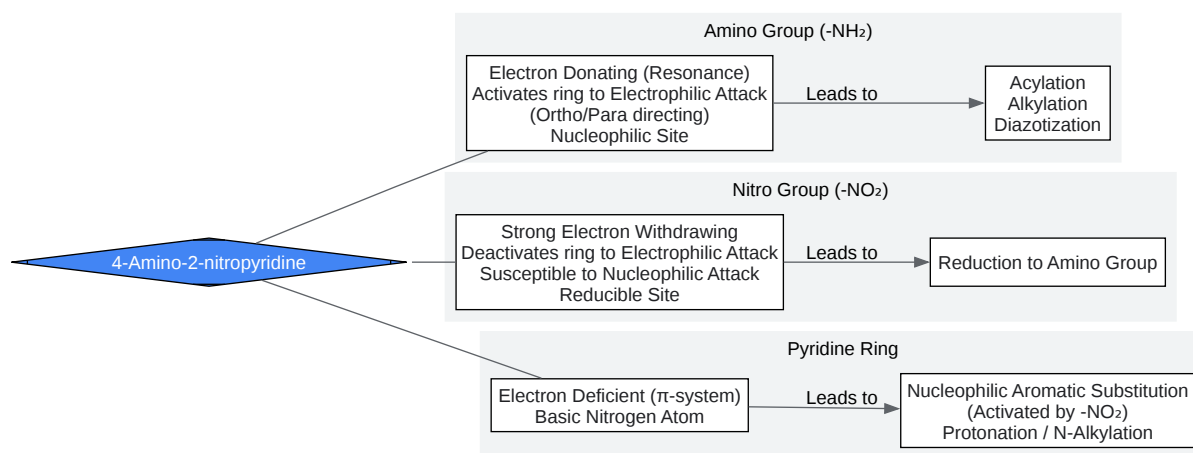 Amino Group (-NH₂)
Electron Donating (Resonance)
Activates ring to Electrophilic Attack
(Ortho/Para directing)
Nucleophilic Site
Leads to
Acylation
Alkylation
Diazotization
Nitro Group (-NO₂)
4-Amino-2-nitropyridine
Strong Electron Withdrawing
Deactivates ring to Electrophilic Attack
Susceptible to Nucleophilic Attack
Reducible Site
Leads to
Reduction to Amino Group
Pyridine Ring
Electron Deficient (π-system)
Basic Nitrogen Atom
Leads to
Nucleophilic Aromatic Substitution
(Activated by -NO₂)
Protonation / N-Alkylation